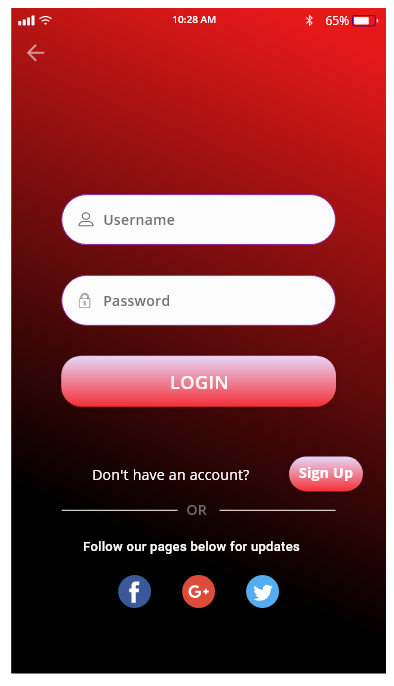 10:28 AM
65%
Username
Password
LOGIN
Don't have an account?
Sign Up
OR
Follow our pages below for updates
f
G+